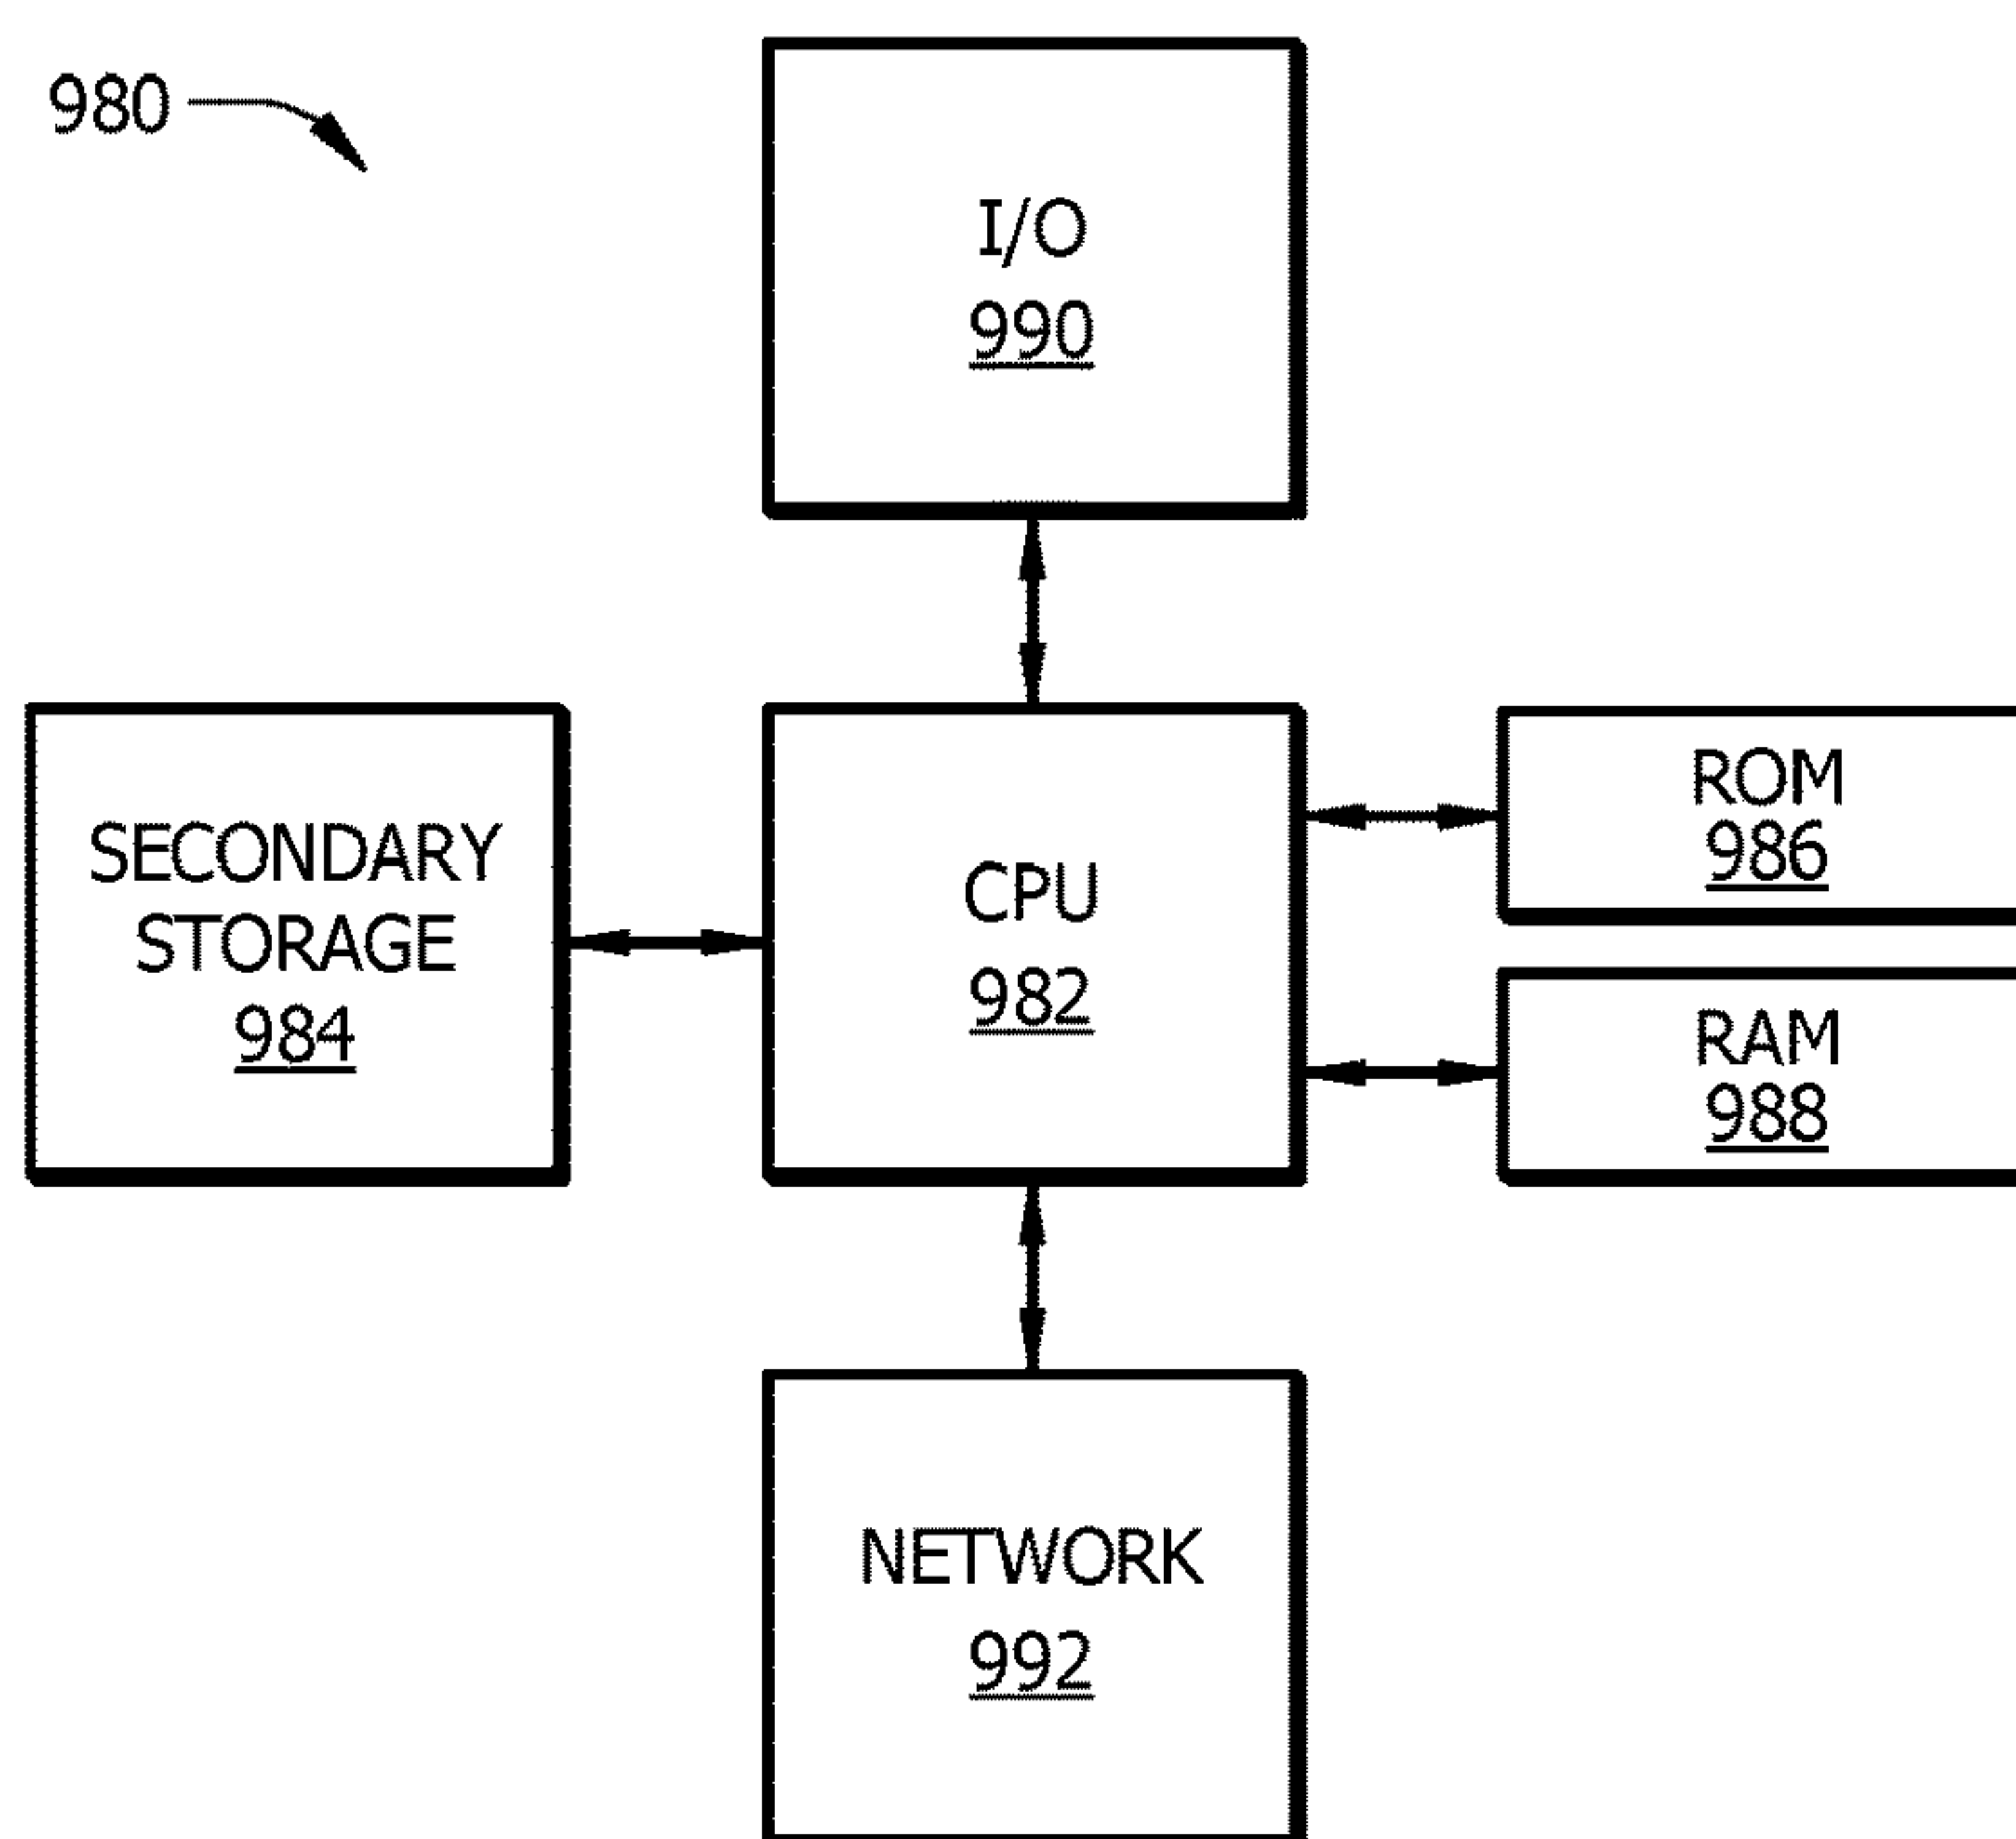 980
I/O
990
SECONDARY
STORAGE
984
CPU
982
ROM
986
RAM
988
NETWORK
992